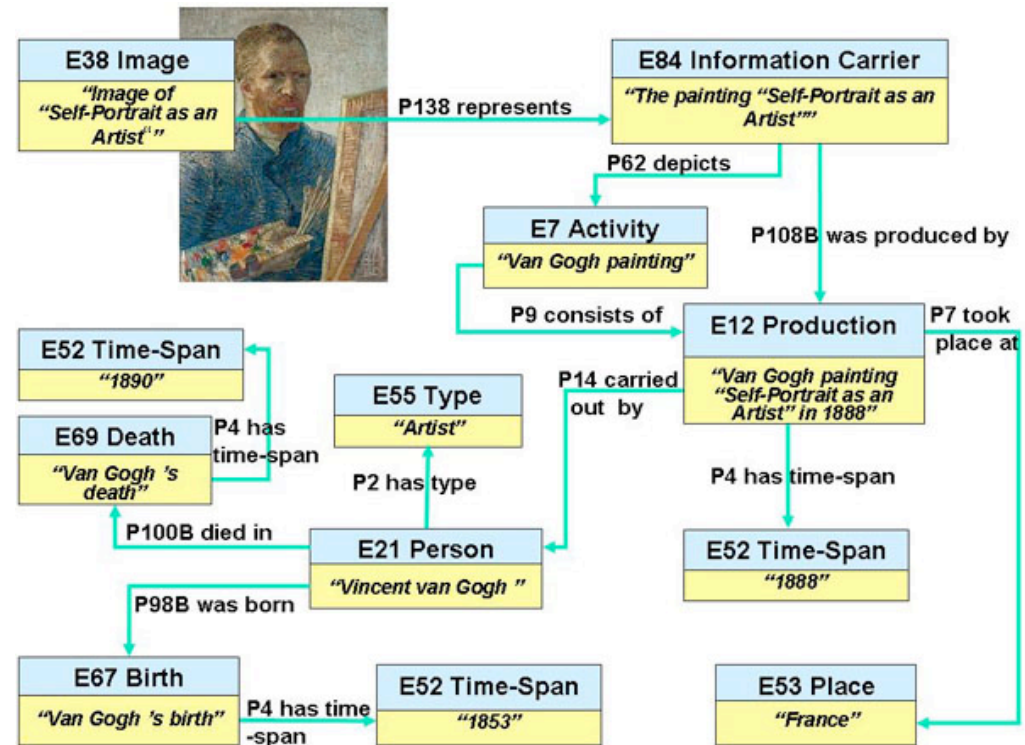 E38 Image
“Image of
“Self-Portrait as an
Artist“ ”
P138 represents
E84 Information Carrier
“The painting “Self-Portrait as an
Artist””
P62 depicts
E7 Activity
“Van Gogh painting”
P108B was produced by
P9 consists of
E12 Production
“Van Gogh painting
“Self-Portrait as an
Artist” in 1888”
P7 took
place at
E52 Time-Span
“1890”
P14 carried
out by
E55 Type
“Artist”
E69 Death
“Van Gogh ’s
death”
P4 has
time-span
P2 has type
P4 has time-span
P100B died in
E21 Person
“Vincent van Gogh ”
E52 Time-Span
“1888”
P98B was born
E67 Birth
“Van Gogh ’s birth”
P4 has time
-span
E52 Time-Span
“1853”
E53 Place
“France”